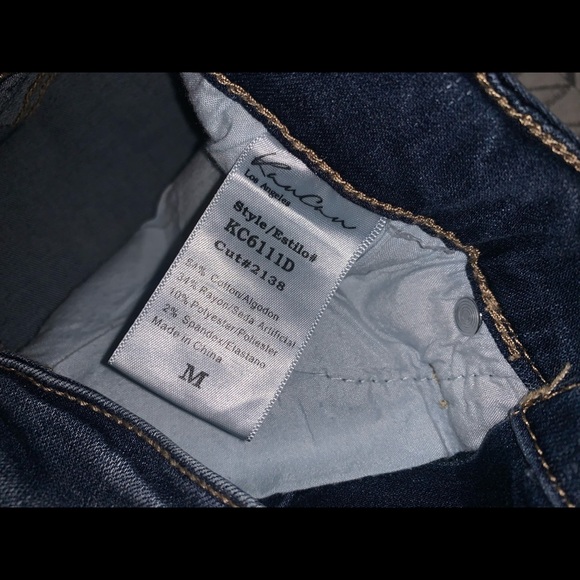 KanCan
Los Angeles
Style/Estilo#
KC6111D
Cut#2138
54% Cotton/Algodon
34% Rayon/Seda Artificial
10% Polyester/Poliester
2% Spandex/Elastano
Made in China
M